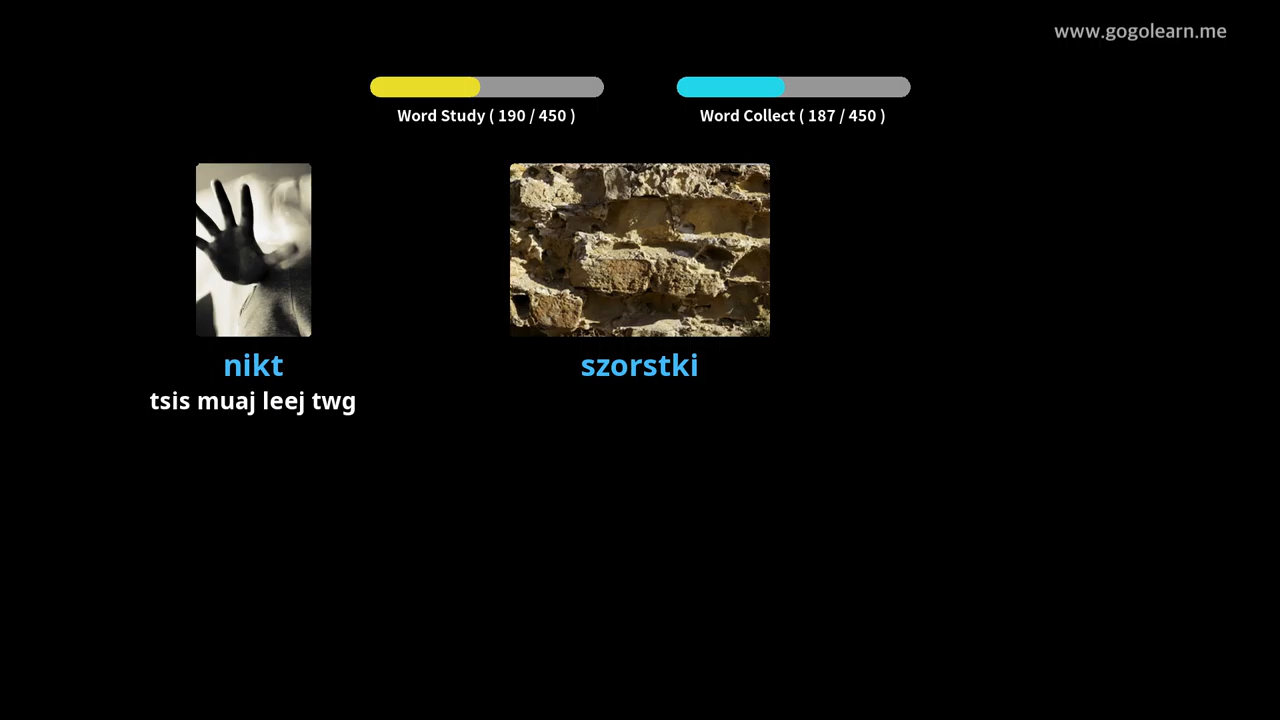 www.gogolearn.me
Word Study ( 190 / 450 )
Word Collect ( 187 / 450 )
nikt
tsis muaj leej twg
szorstki